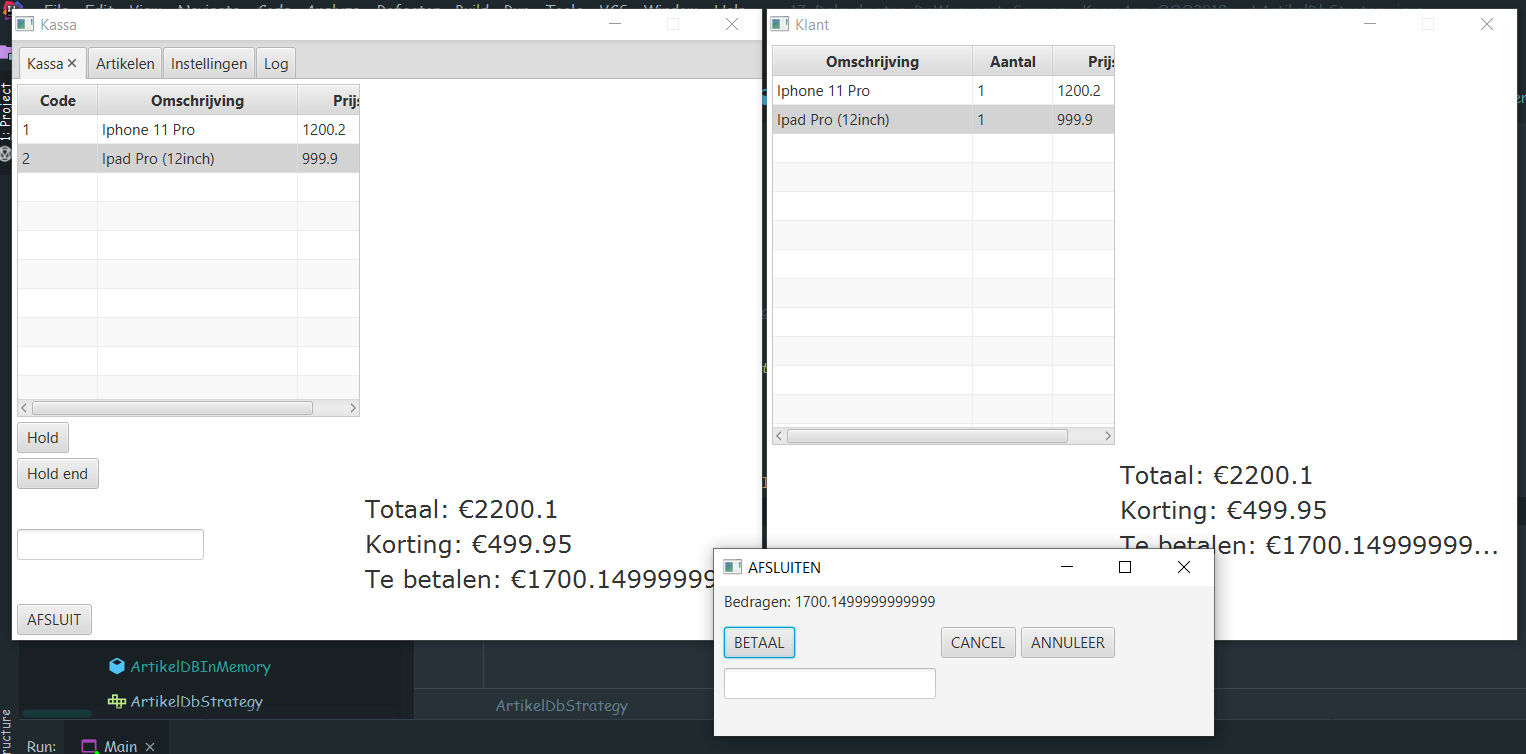 Kassa
Kassa ✕ Artikelen Instellingen Log
Code Omschrijving Prijs
1 Iphone 11 Pro 1200.2
2 Ipad Pro (12inch) 999.9
Hold
Hold end
Totaal: €2200.1
Korting: €499.95
Te betalen: €1700.14999999
AFSLUIT
Klant
Omschrijving Aantal Prijs
Iphone 11 Pro 1 1200.2
Ipad Pro (12inch) 1 999.9
Totaal: €2200.1
Korting: €499.95
Te betalen: €1700.14999999...
AFSLUITEN
Bedragen: 1700.1499999999999
BETAAL CANCEL ANNULEER
1: Project
ArtikelDBInMemory
ArtikelDbStrategy
ArtikelDbStrategy
ructure
Run: Main ✕